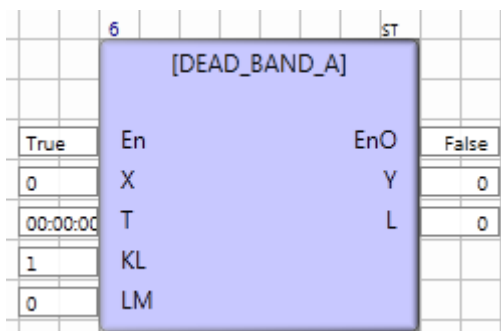 6 ST
[DEAD_BAND_A]
True En EnO False
0 X Y 0
00:00:00 T L 0
1 KL
0 LM